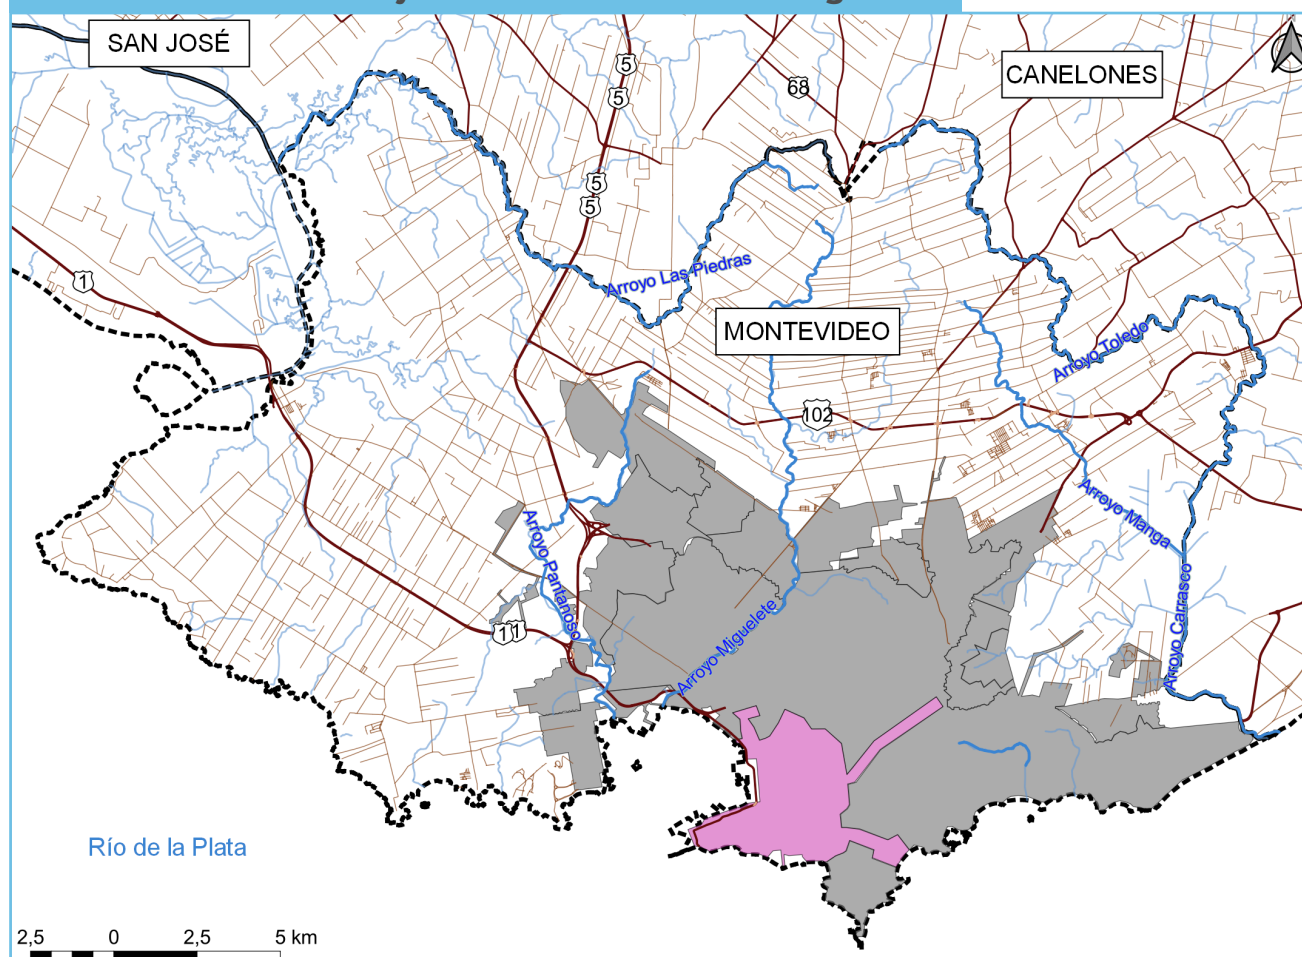 SAN JOSÉ
5
CANELONES
68
5
5
5
Arroyo Las Piedras
1
MONTEVIDEO
Arroyo Toledo
102
Arroyo Manga
Arroyo Pantanoso
Arroyo Carrasco
1
1
Arroyo Miguelete
Río de la Plata
2,5 0 2,5 5 km